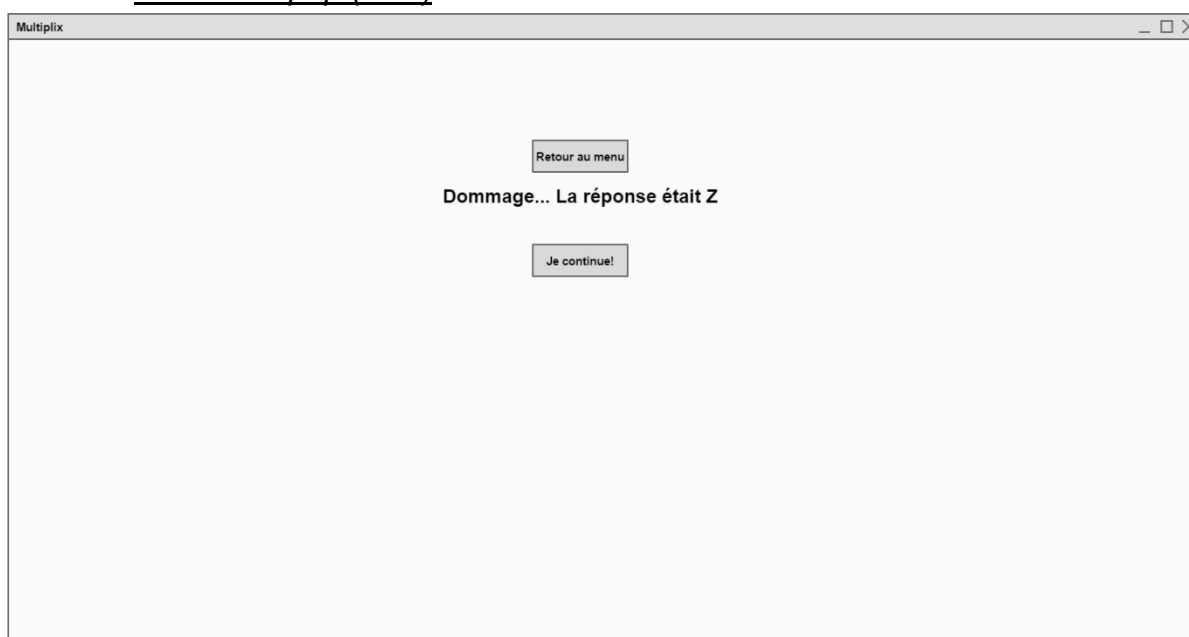 Multiplix
Retour au menu
Dommage... La réponse était Z
Je continue!